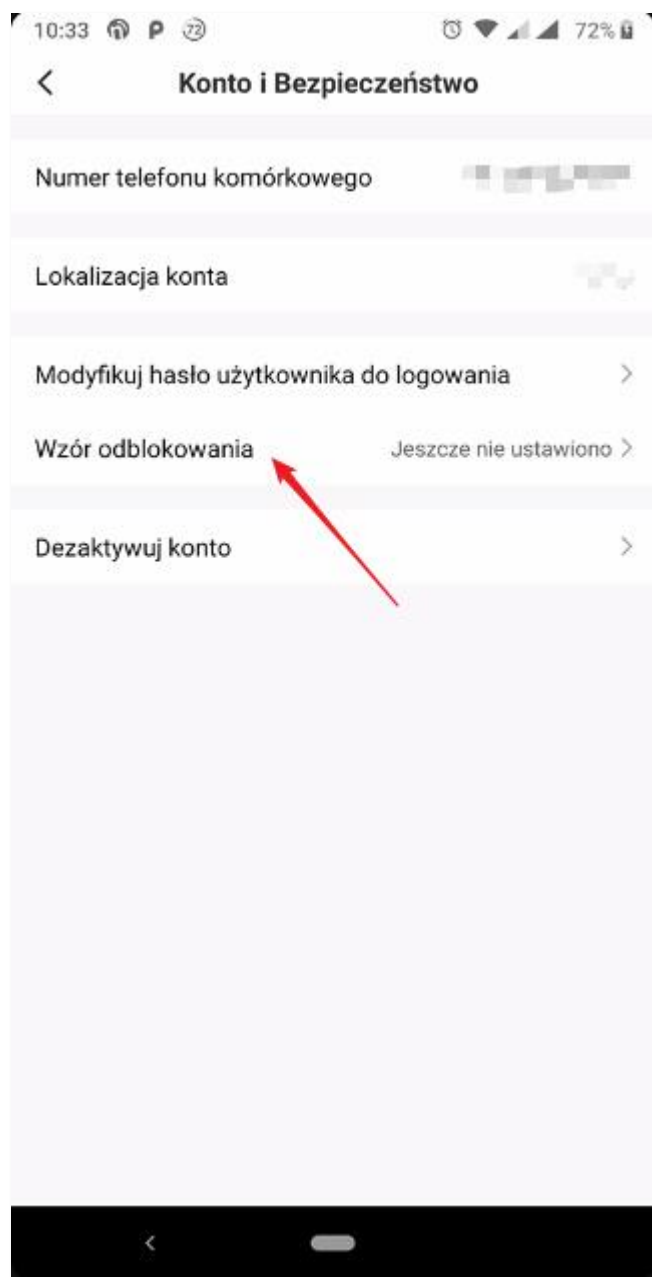 10:33 P 72 72%
Konto i Bezpieczeństwo
Numer telefonu komórkowego
Lokalizacja konta
Modyfikuj hasło użytkownika do logowania
Wzór odblokowania Jeszcze nie ustawiono
Dezaktywuj konto